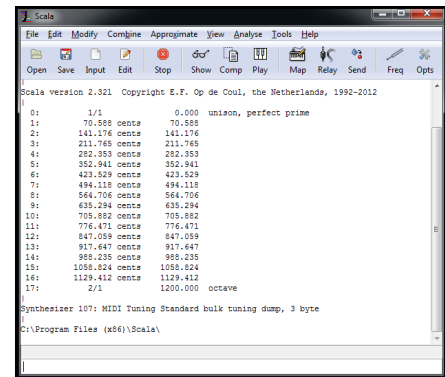 Scala
File Edit Modify Combine Approximate View Analyse Tools Help
Open Save Input Edit Stop Show Comp Play Map Relay Send Freq Opts
Scala version 2.321 Copyright E.F. Op de Coul, the Netherlands, 1992-2012
|
0: 1/1 0.000 unison, perfect prime
1: 70.588 cents 70.588
2: 141.176 cents 141.176
3: 211.765 cents 211.765
4: 282.353 cents 282.353
5: 352.941 cents 352.941
6: 423.529 cents 423.529
7: 494.118 cents 494.118
8: 564.706 cents 564.706
9: 635.294 cents 635.294
10: 705.882 cents 705.882
11: 776.471 cents 776.471
12: 847.059 cents 847.059
13: 917.647 cents 917.647
14: 988.235 cents 988.235
15: 1058.824 cents 1058.824
16: 1129.412 cents 1129.412
17: 2/1 1200.000 octave
|
Synthesizer 107: MIDI Tuning Standard bulk tuning dump, 3 byte
|
C:\Program Files (x86)\Scala\